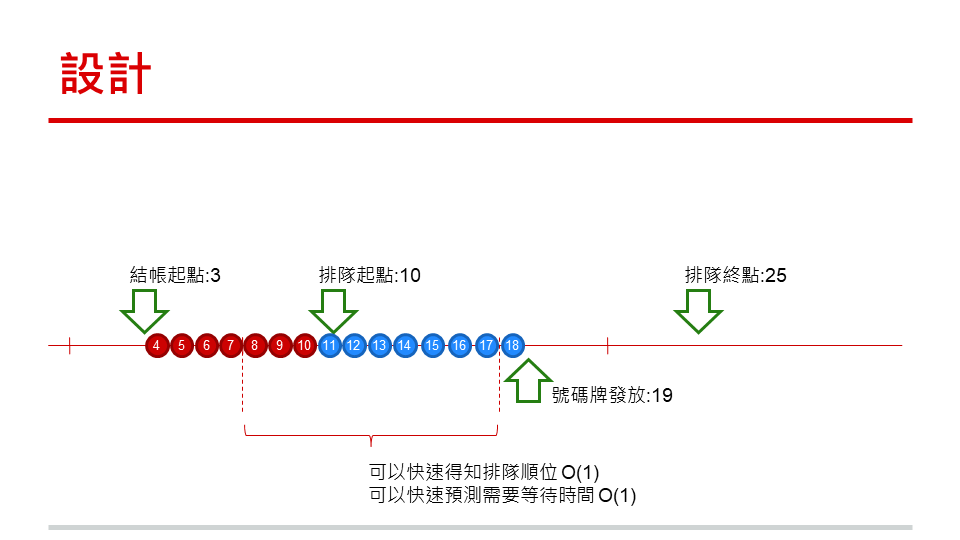 設計
結帳起點:3
排隊起點:10
排隊終點:25
4 5 6 7 8 9 10 11 12 13 14 15 16 17 18
號碼牌發放:19
可以快速得知排隊順位 O(1)
可以快速預測需要等待時間 O(1)